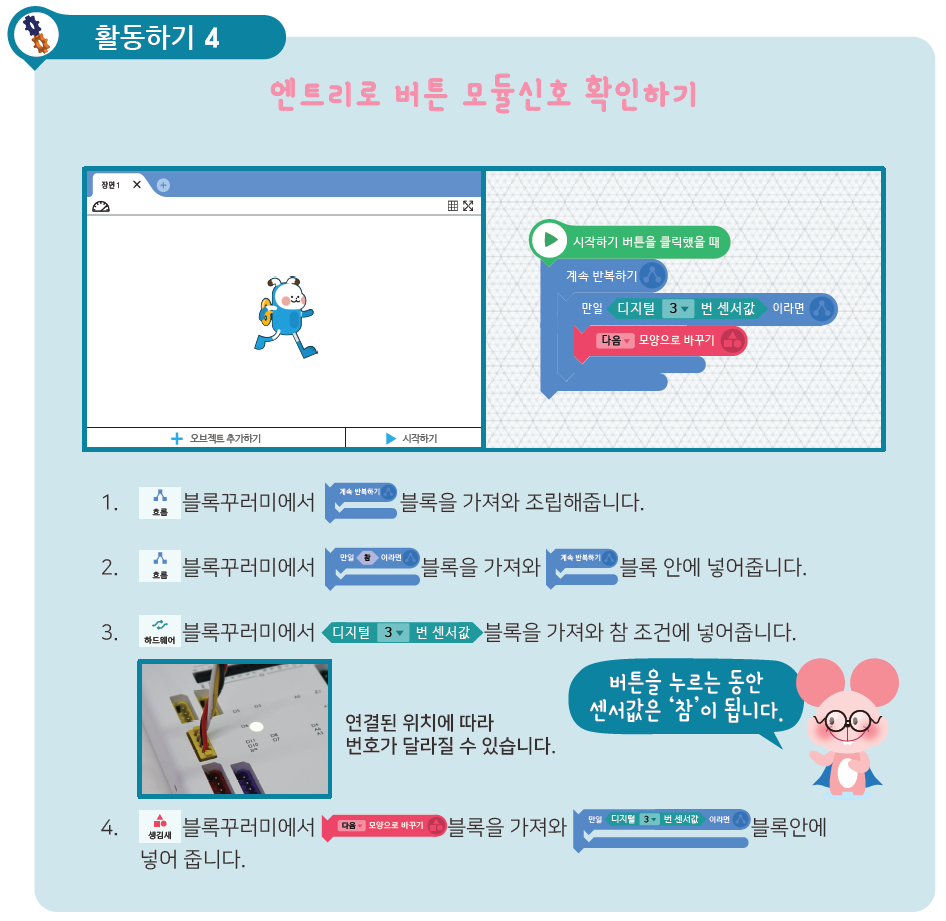 활동하기 4
엔트리로 버튼 모듈신호 확인하기
장면 1
시작하기 버튼을 클릭했을 때
계속 반복하기
만일 디지털 3 번 센서값 이라면
다음 모양으로 바꾸기
오브젝트 추가하기 시작하기
1. 흐름 블록꾸러미에서 계속 반복하기 블록을 가져와 조립해줍니다.
2. 흐름 블록꾸러미에서 만일 참 이라면 블록을 가져와 계속 반복하기 블록 안에 넣어줍니다.
3. 하드웨어 블록꾸러미에서 디지털 3 번 센서값 블록을 가져와 참 조건에 넣어줍니다.
버튼을 누르는 동안
센서값은 '참'이 됩니다.
연결된 위치에 따라
번호가 달라질 수 있습니다.
4. 생김새 블록꾸러미에서 다음 모양으로 바꾸기 블록을 가져와 만일 디지털 3 번 센서값 이라면 블록안에
넣어 줍니다.